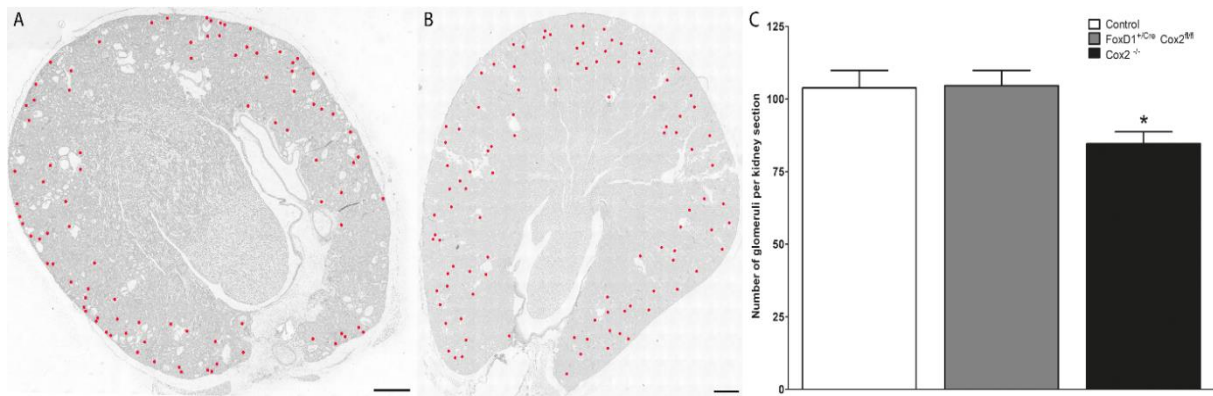 A
B
C
Control
FoxD1+/Cre Cox2fl/fl
Cox2 -/-
Number of glomeruli per kidney section
125
100
75
50
25
0
*